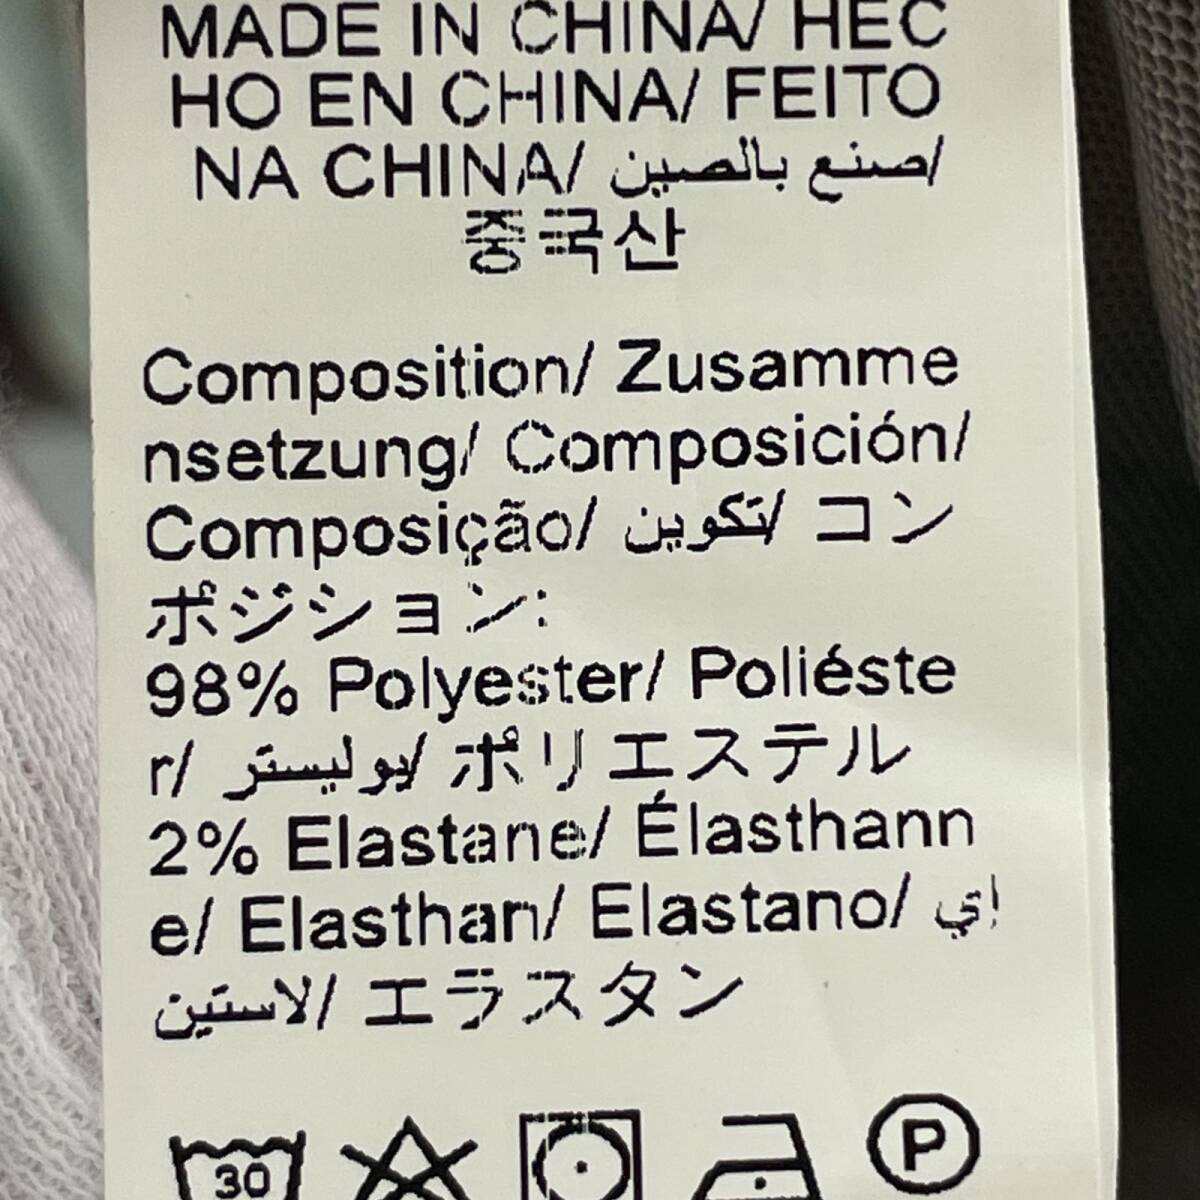 MADE IN CHINA/ HEC
HO EN CHINA/ FEITO
NA CHINA/ صنع بالصين/
중국산
Composition/ Zusamme
nsetzung/ Composición/
Composição/ تكوين/ コン
ポジション:
98% Polyester/ Poliéste
r/ بوليستر/ ポリエステル
2% Elastane/ Élasthann
e/ Elasthan/ Elastano/ إي
لاستين/ エラスタン
30
P